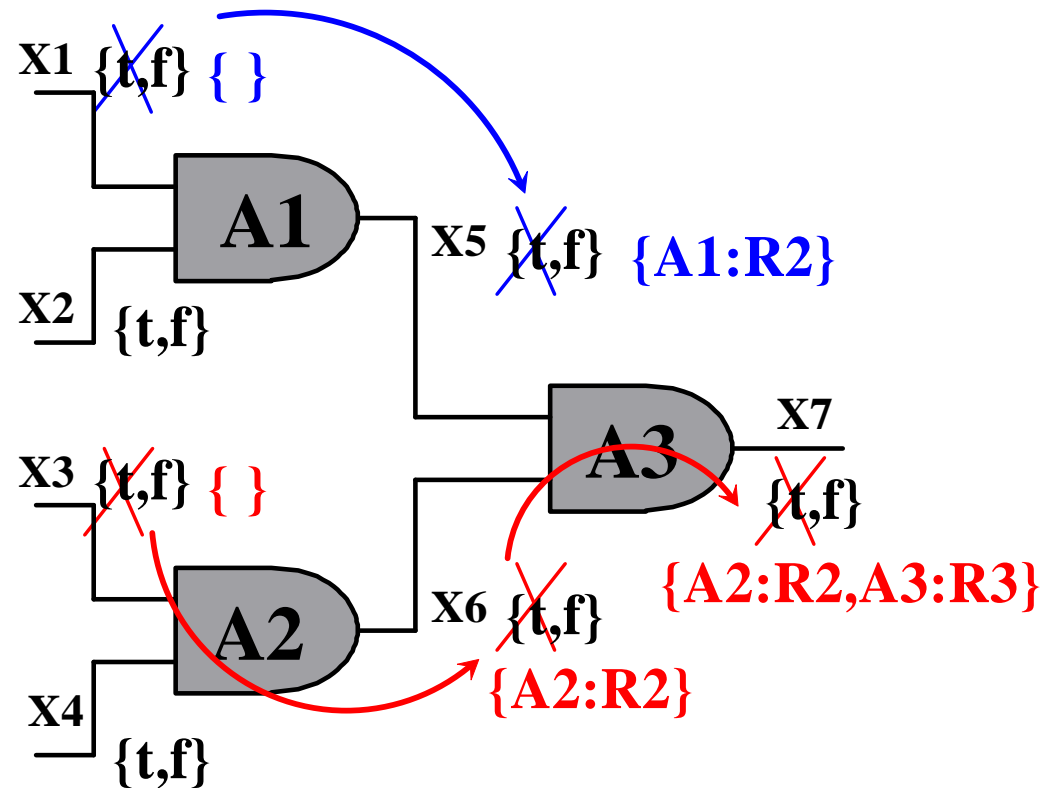 X1 {t,f} { }
A1
X5 {t,f} {A1:R2}
X2 {t,f}
X7
{t,f}
A3
X3 {t,f} { }
{A2:R2,A3:R3}
X6 {t,f}
A2
{A2:R2}
X4
{t,f}